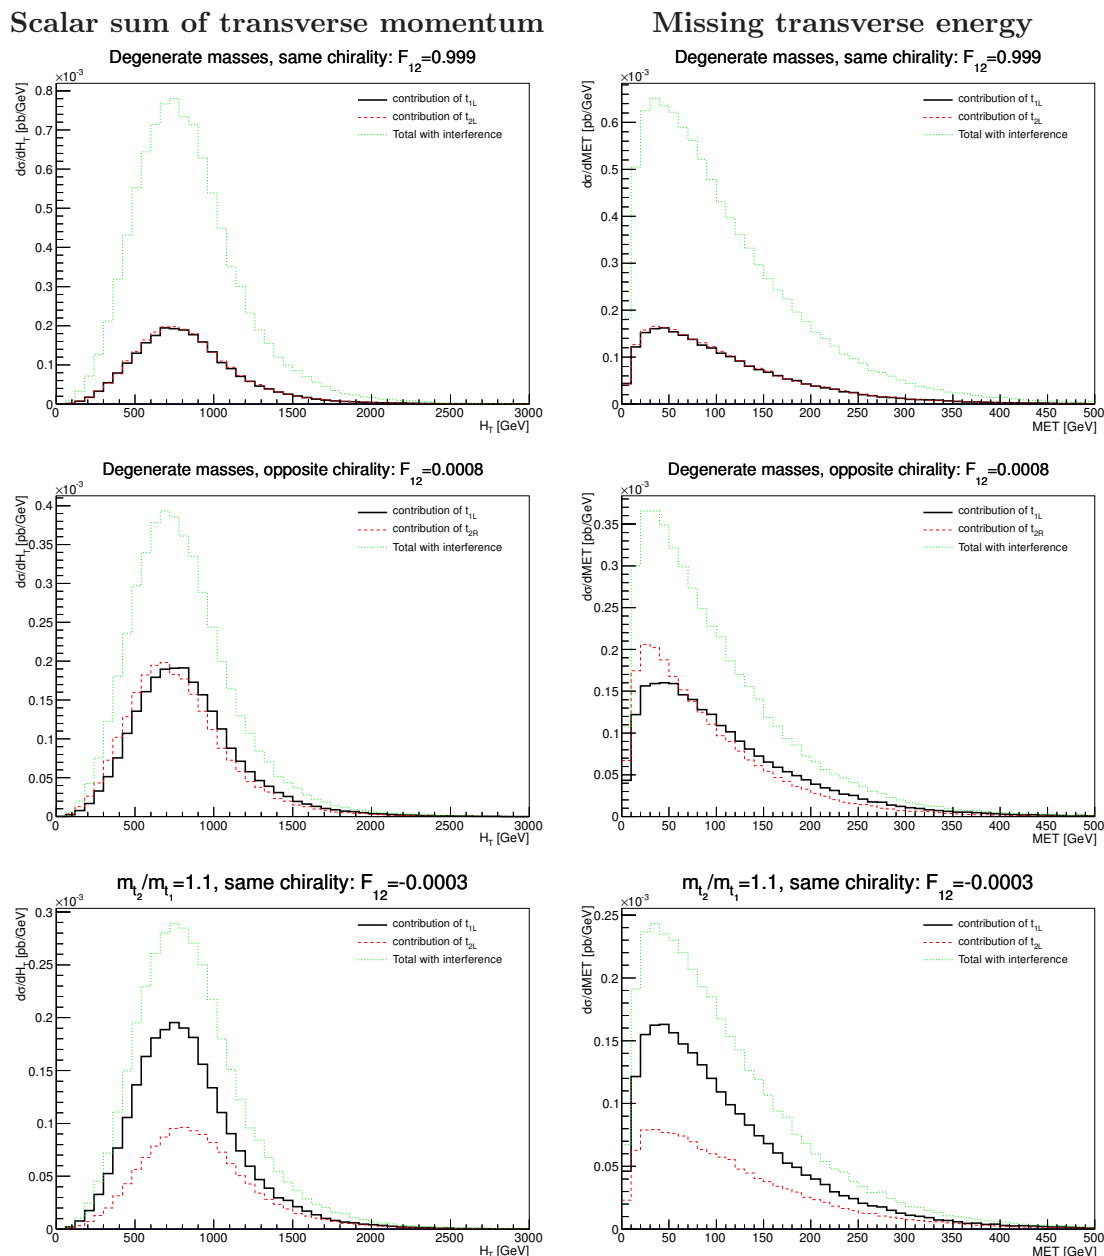 Scalar sum of transverse momentum
Missing transverse energy
Degenerate masses, same chirality: F12=0.999
×10-3
dσ/dHT [pb/GeV]
0.8
0.7
0.6
0.5
0.4
0.3
0.2
0.1
0
contribution of t1L
contribution of t2L
Total with interference
0 500 1000 1500 2000 2500 3000
HT [GeV]
Degenerate masses, same chirality: F12=0.999
×10-3
dσ/dMET [pb/GeV]
0.6
0.5
0.4
0.3
0.2
0.1
0
contribution of t1L
contribution of t2L
Total with interference
0 50 100 150 200 250 300 350 400 450 500
MET [GeV]
Degenerate masses, opposite chirality: F12=0.0008
×10-3
dσ/dHT [pb/GeV]
0.4
0.35
0.3
0.25
0.2
0.15
0.1
0.05
0
contribution of t1L
contribution of t2R
Total with interference
0 500 1000 1500 2000 2500 3000
HT [GeV]
Degenerate masses, opposite chirality: F12=0.0008
×10-3
dσ/dMET [pb/GeV]
0.35
0.3
0.25
0.2
0.15
0.1
0.05
0
contribution of t1L
contribution of t2R
Total with interference
0 50 100 150 200 250 300 350 400 450 500
MET [GeV]
mt2/mt1=1.1, same chirality: F12=-0.0003
×10-3
dσ/dHT [pb/GeV]
0.3
0.25
0.2
0.15
0.1
0.05
0
contribution of t1L
contribution of t2L
Total with interference
0 500 1000 1500 2000 2500 3000
HT [GeV]
mt2/mt1=1.1, same chirality: F12=-0.0003
×10-3
dσ/dMET [pb/GeV]
0.25
0.2
0.15
0.1
0.05
0
contribution of t1L
contribution of t2L
Total with interference
0 50 100 150 200 250 300 350 400 450 500
MET [GeV]